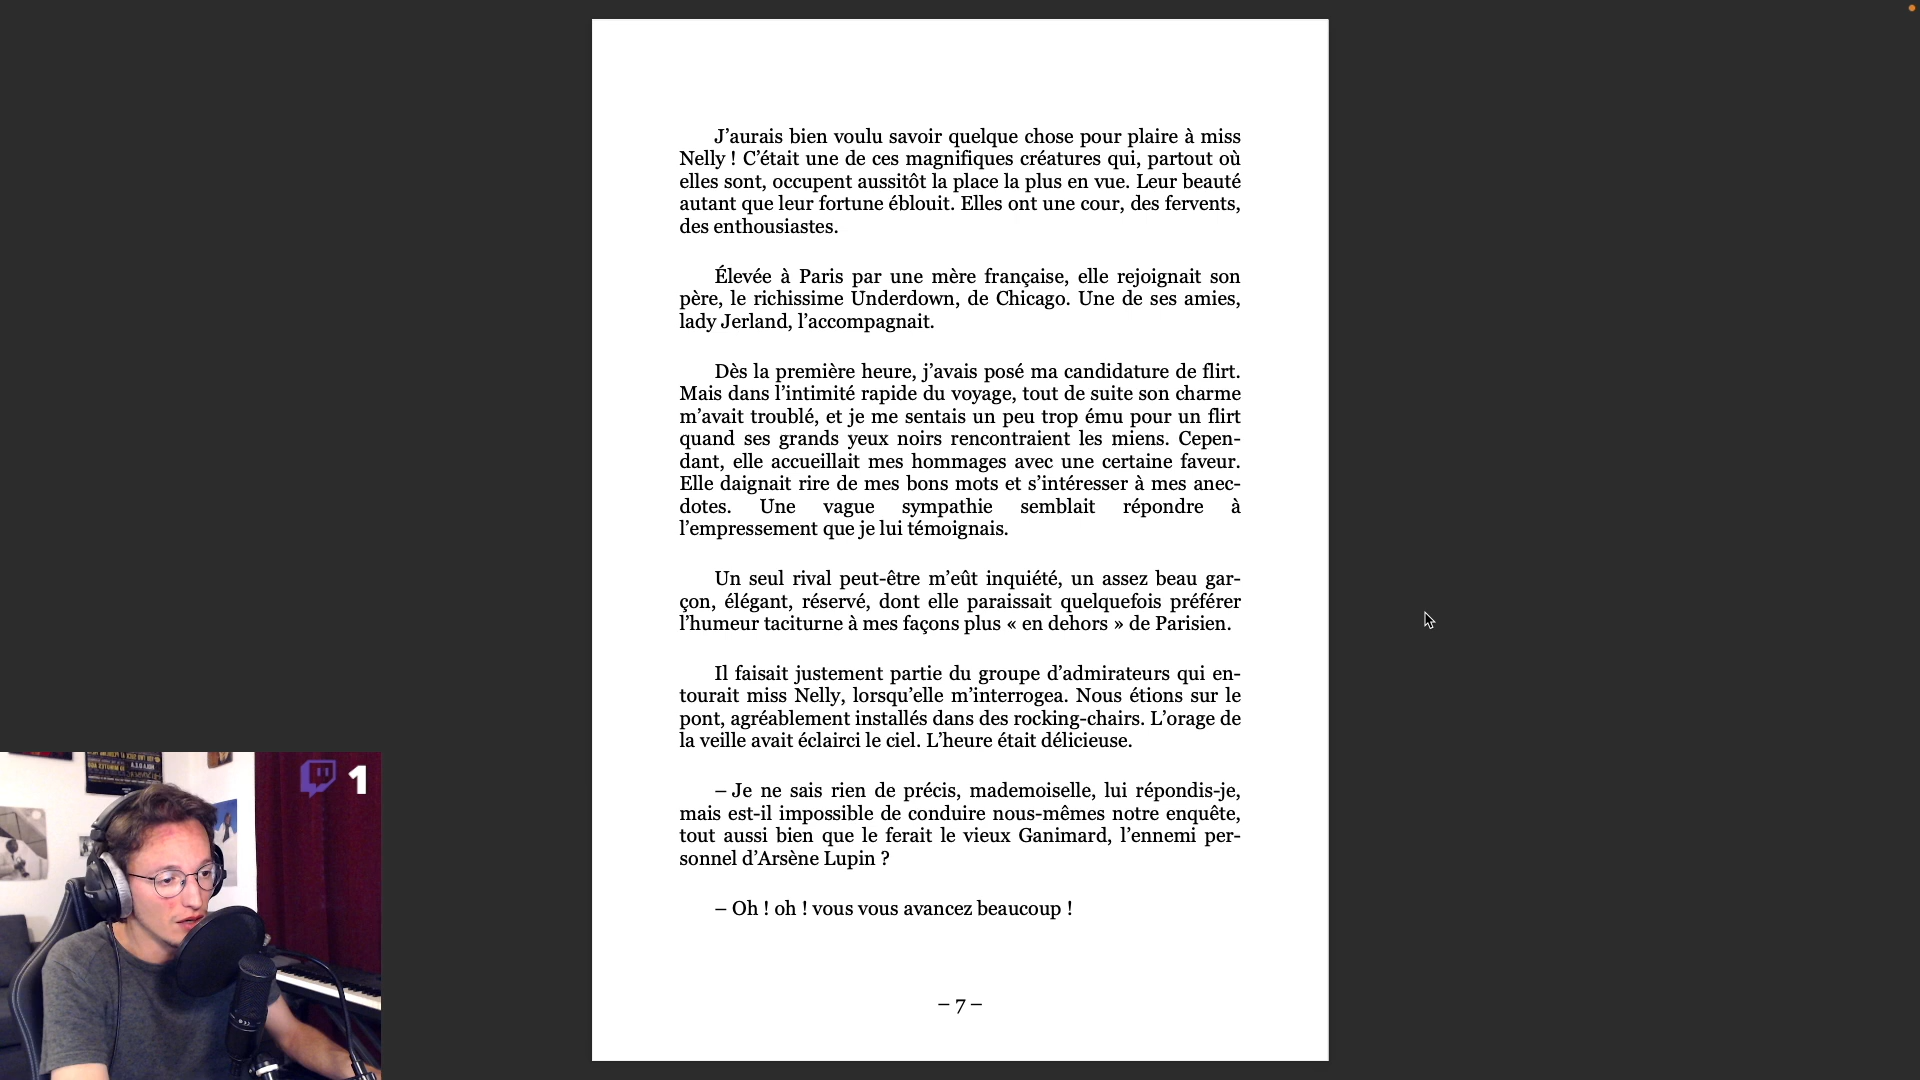 J’aurais bien voulu savoir quelque chose pour plaire à miss
Nelly ! C’était une de ces magnifiques créatures qui, partout où
elles sont, occupent aussitôt la place la plus en vue. Leur beauté
autant que leur fortune éblouit. Elles ont une cour, des fervents,
des enthousiastes.
Élevée à Paris par une mère française, elle rejoignait son
père, le richissime Underdown, de Chicago. Une de ses amies,
lady Jerland, l’accompagnait.
Dès la première heure, j’avais posé ma candidature de flirt.
Mais dans l’intimité rapide du voyage, tout de suite son charme
m’avait troublé, et je me sentais un peu trop ému pour un flirt
quand ses grands yeux noirs rencontraient les miens. Cepen-
dant, elle accueillait mes hommages avec une certaine faveur.
Elle daignait rire de mes bons mots et s’intéresser à mes anec-
dotes. Une vague sympathie semblait répondre à
l’empressement que je lui témoignais.
Un seul rival peut-être m’eût inquiété, un assez beau gar-
çon, élégant, réservé, dont elle paraissait quelquefois préférer
l’humeur taciturne à mes façons plus « en dehors » de Parisien.
Il faisait justement partie du groupe d’admirateurs qui en-
tourait miss Nelly, lorsqu’elle m’interrogea. Nous étions sur le
pont, agréablement installés dans des rocking-chairs. L’orage de
la veille avait éclairci le ciel. L’heure était délicieuse.
– Je ne sais rien de précis, mademoiselle, lui répondis-je,
mais est-il impossible de conduire nous-mêmes notre enquête,
tout aussi bien que le ferait le vieux Ganimard, l’ennemi per-
sonnel d’Arsène Lupin ?
– Oh ! oh ! vous vous avancez beaucoup !
– 7 –
1